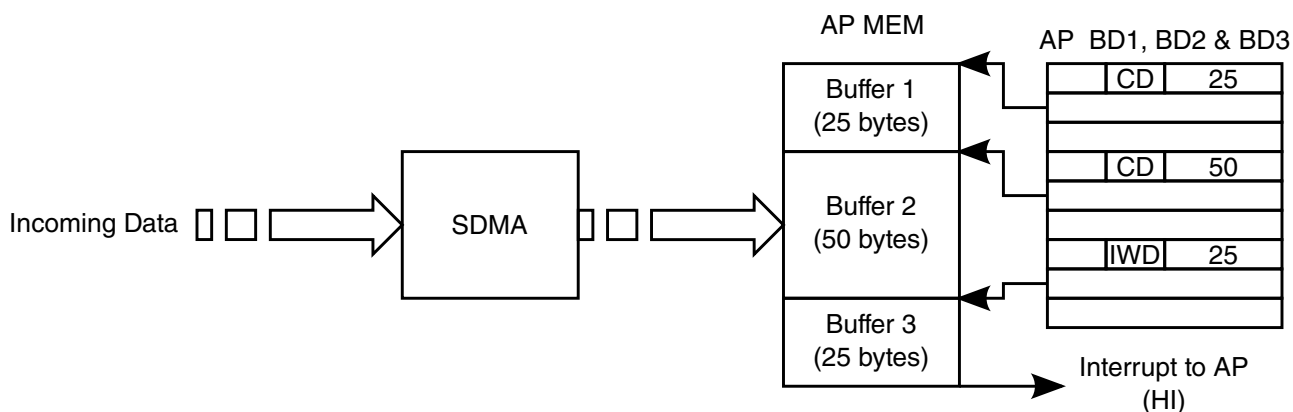 AP MEM
AP BD1, BD2 & BD3
Buffer 1
(25 bytes)
CD 25
CD 50
Incoming Data
SDMA
Buffer 2
(50 bytes)
IWD 25
Buffer 3
(25 bytes)
Interrupt to AP
(HI)